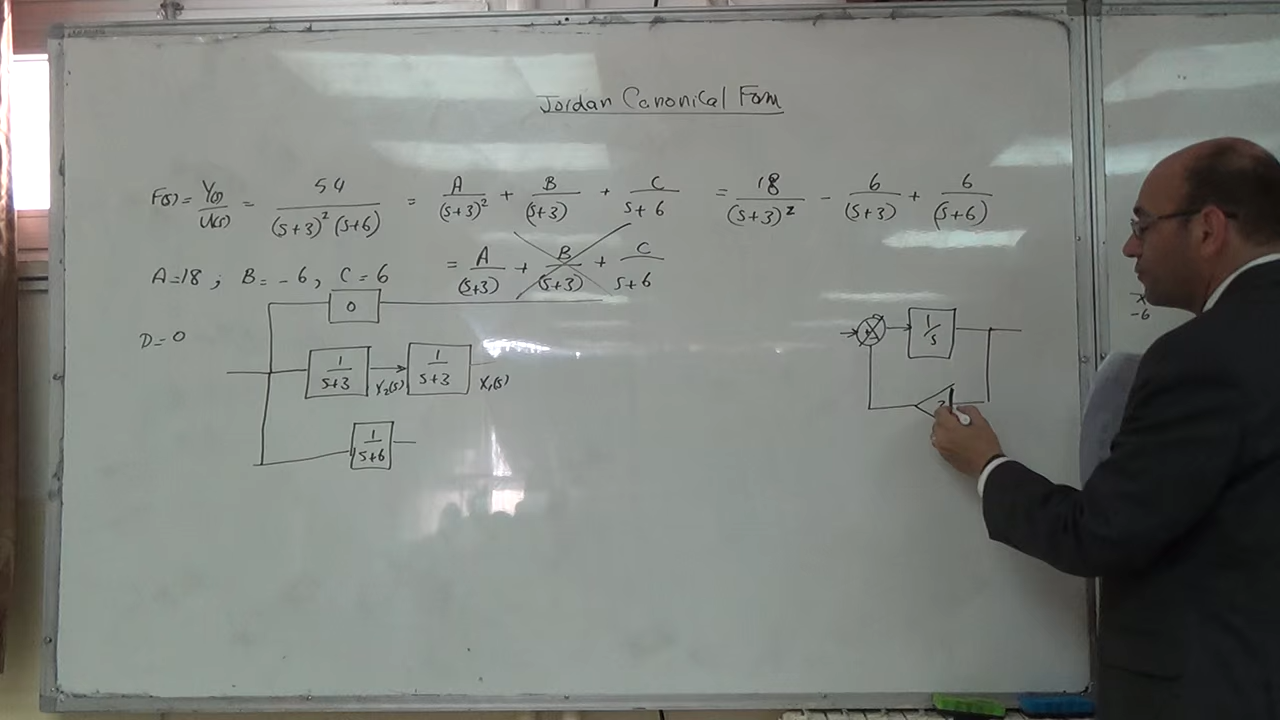 Jordan Canonical Form
F(s) = Y(s)/U(s) = 54/((s+3)² (s+6)) = A/(s+3)² + B/(s+3) + C/(s+6) = 18/(s+3)² - 6/(s+3) + 6/(s+6)
A=18 ; B=-6, C=6 = A/(s+3) + B/(s+3) + C/(s+6)
0
D=0
1/(s+3) X₂(s) 1/(s+3) X₁(s)
1/s
1/(s+6)
x
-6